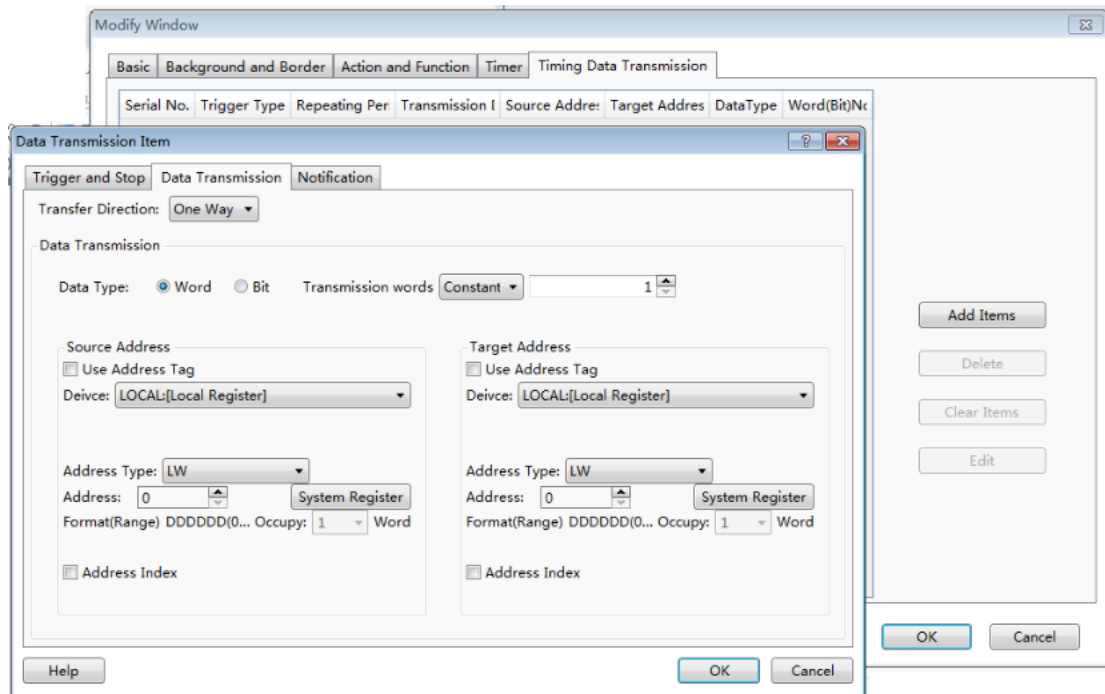 Modify Window
Basic Background and Border Action and Function Timer Timing Data Transmission
Serial No. Trigger Type Repeating Per Transmission D Source Addres Target Addres DataType Word(Bit)No
Data Transmission Item
Trigger and Stop Data Transmission Notification
Transfer Direction: One Way
Data Transmission
Data Type: Word Bit Transmission words Constant 1
Source Address
Use Address Tag
Deivce: LOCAL:[Local Register]
Address Type: LW
Address: 0 System Register
Format(Range) DDDDDD(0... Occupy: 1 Word
Address Index
Target Address
Use Address Tag
Deivce: LOCAL:[Local Register]
Address Type: LW
Address: 0 System Register
Format(Range) DDDDDD(0... Occupy: 1 Word
Address Index
Help OK Cancel
Add Items
Delete
Clear Items
Edit
OK Cancel